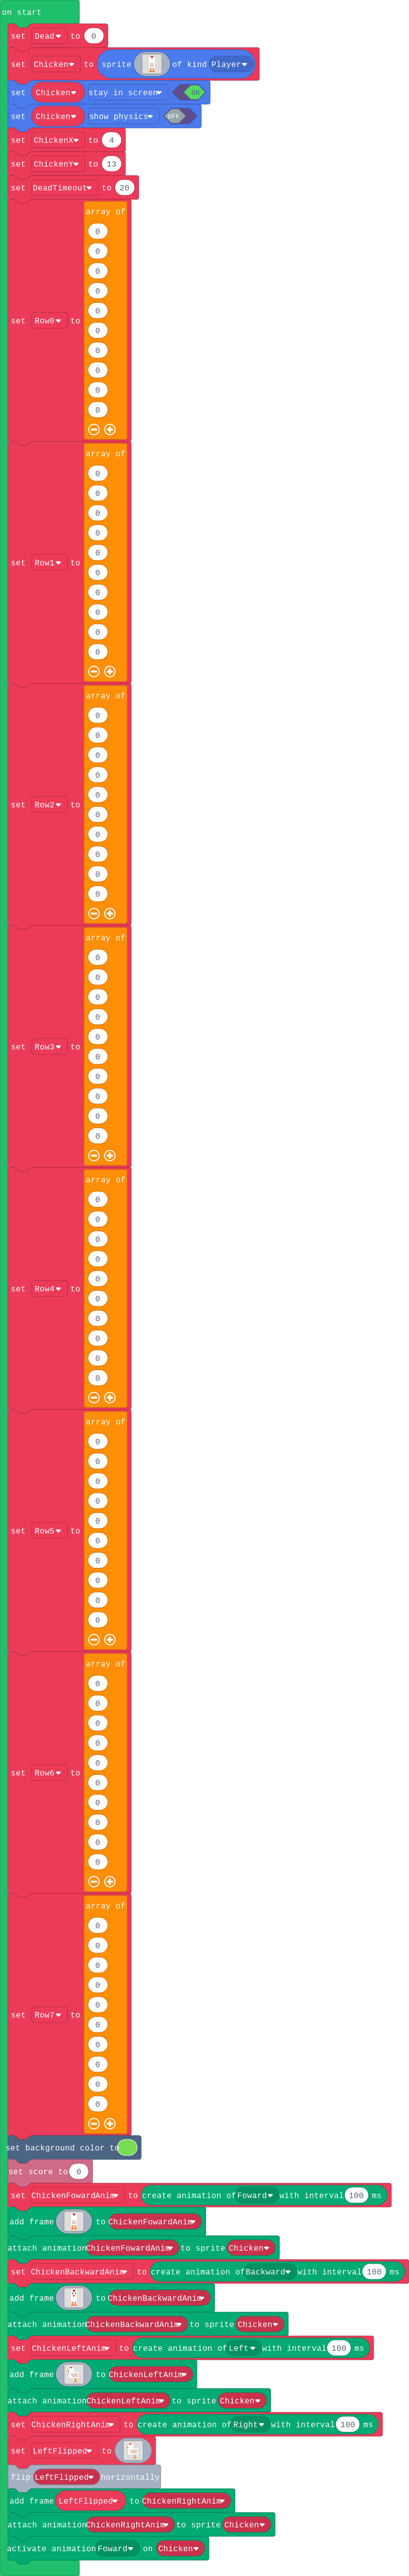 on start
set Dead to 0
set Chicken to sprite of kind Player
set Chicken stay in screen ON
set Chicken show physics OFF
set ChickenX to 4
set ChickenY to 13
set DeadTimeout to 20
set Row0 to array of
0
0
0
0
0
0
0
0
0
0
set Row1 to array of
0
0
0
0
0
0
0
0
0
0
set Row2 to array of
0
0
0
0
0
0
0
0
0
0
set Row3 to array of
0
0
0
0
0
0
0
0
0
0
set Row4 to array of
0
0
0
0
0
0
0
0
0
0
set Row5 to array of
0
0
0
0
0
0
0
0
0
0
set Row6 to array of
0
0
0
0
0
0
0
0
0
0
set Row7 to array of
0
0
0
0
0
0
0
0
0
0
set background color to
set score to 0
set ChickenFowardAnim to create animation of Foward with interval 100 ms
add frame to ChickenFowardAnim
attach animation ChickenFowardAnim to sprite Chicken
set ChickenBackwardAnim to create animation of Backward with interval 100 ms
add frame to ChickenBackwardAnim
attach animation ChickenBackwardAnim to sprite Chicken
set ChickenLeftAnim to create animation of Left with interval 100 ms
add frame to ChickenLeftAnim
attach animation ChickenLeftAnim to sprite Chicken
set ChickenRightAnim to create animation of Right with interval 100 ms
set LeftFlipped to
flip LeftFlipped horizontally
add frame LeftFlipped to ChickenRightAnim
attach animation ChickenRightAnim to sprite Chicken
activate animation Foward on Chicken